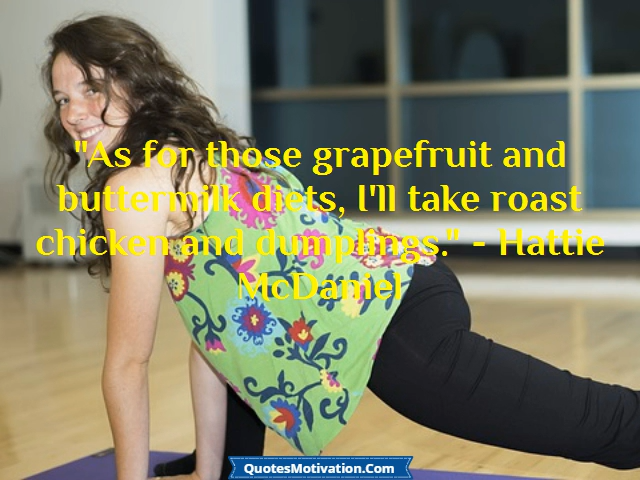 "As for those grapefruit and
buttermilk diets, I'll take roast
chicken and dumplings." - Hattie
McDaniel
QuotesMotivation.Com